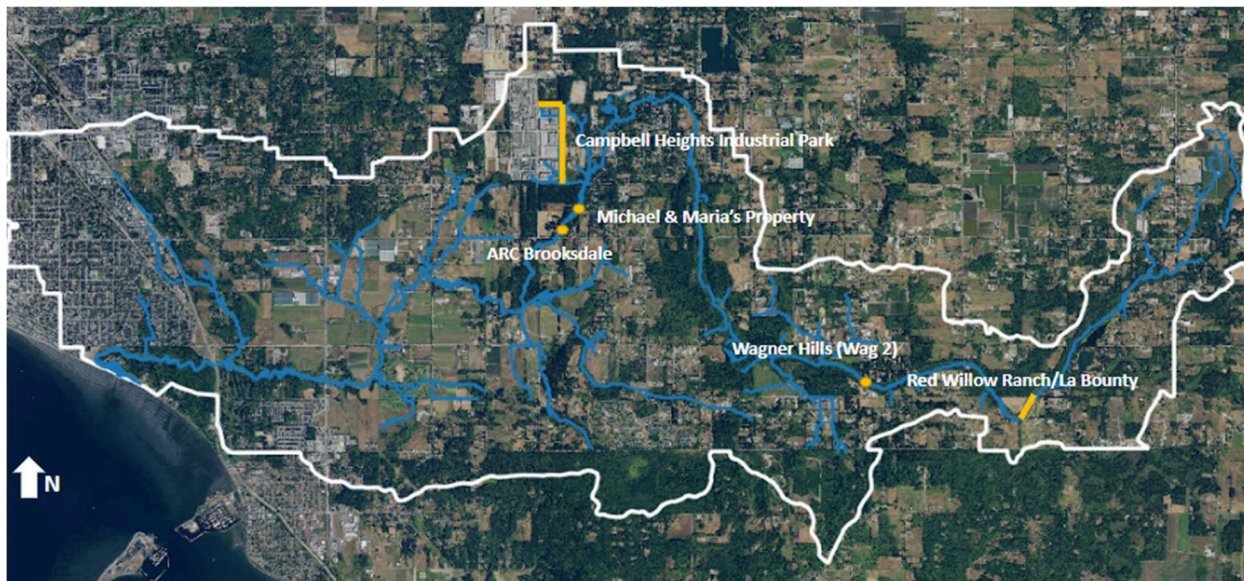 Campbell Heights Industrial Park
Michael & Maria's Property
ARC Brooksdale
Wagner Hills (Wag 2)
Red Willow Ranch/La Bounty
N